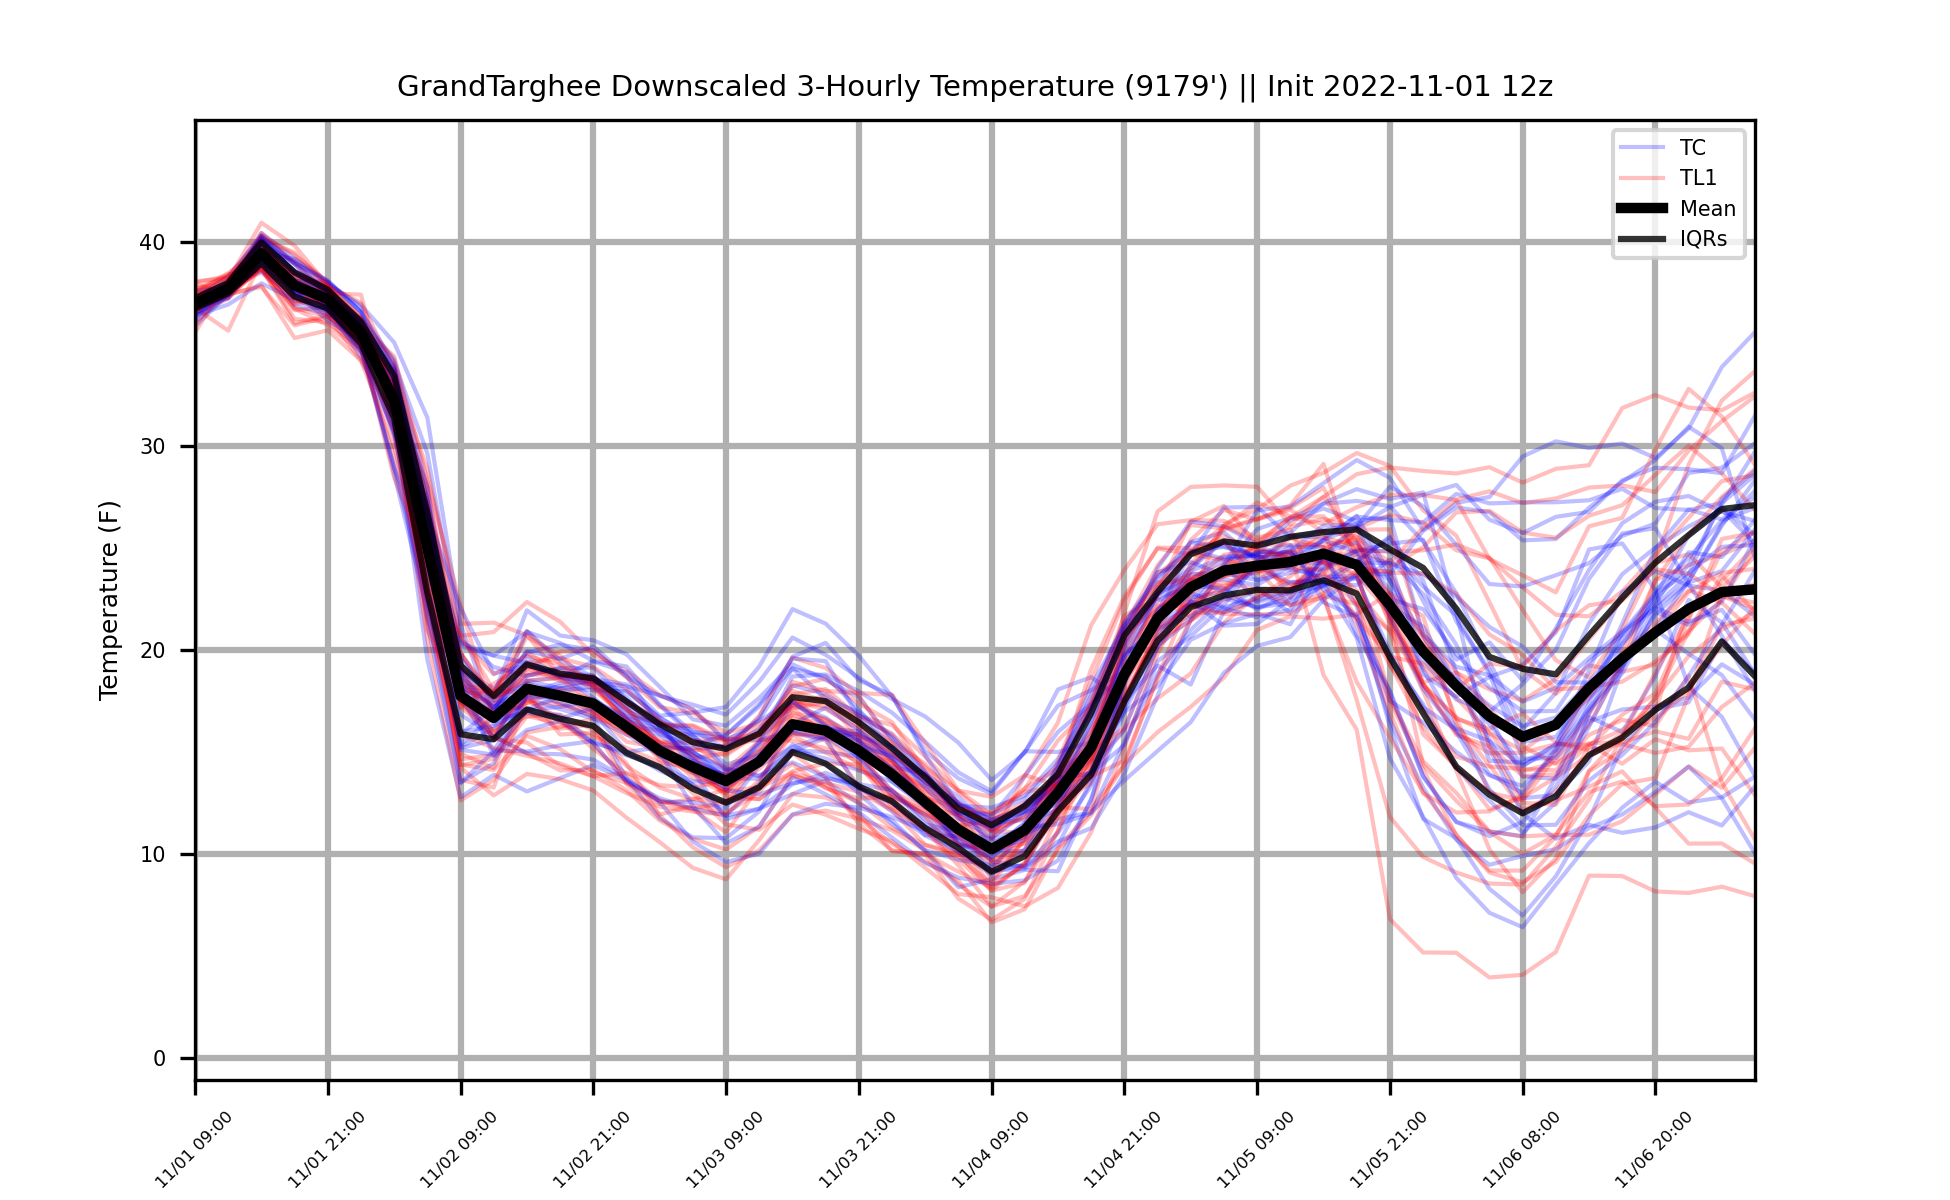 GrandTarghee Downscaled 3-Hourly Temperature (9179') || Init 2022-11-01 12z
TC
TL1
Mean
IQRs
Temperature (F)
40
30
20
10
0
11/01 09:00
11/01 21:00
11/02 09:00
11/02 21:00
11/03 09:00
11/03 21:00
11/04 09:00
11/04 21:00
11/05 09:00
11/05 21:00
11/06 08:00
11/06 20:00